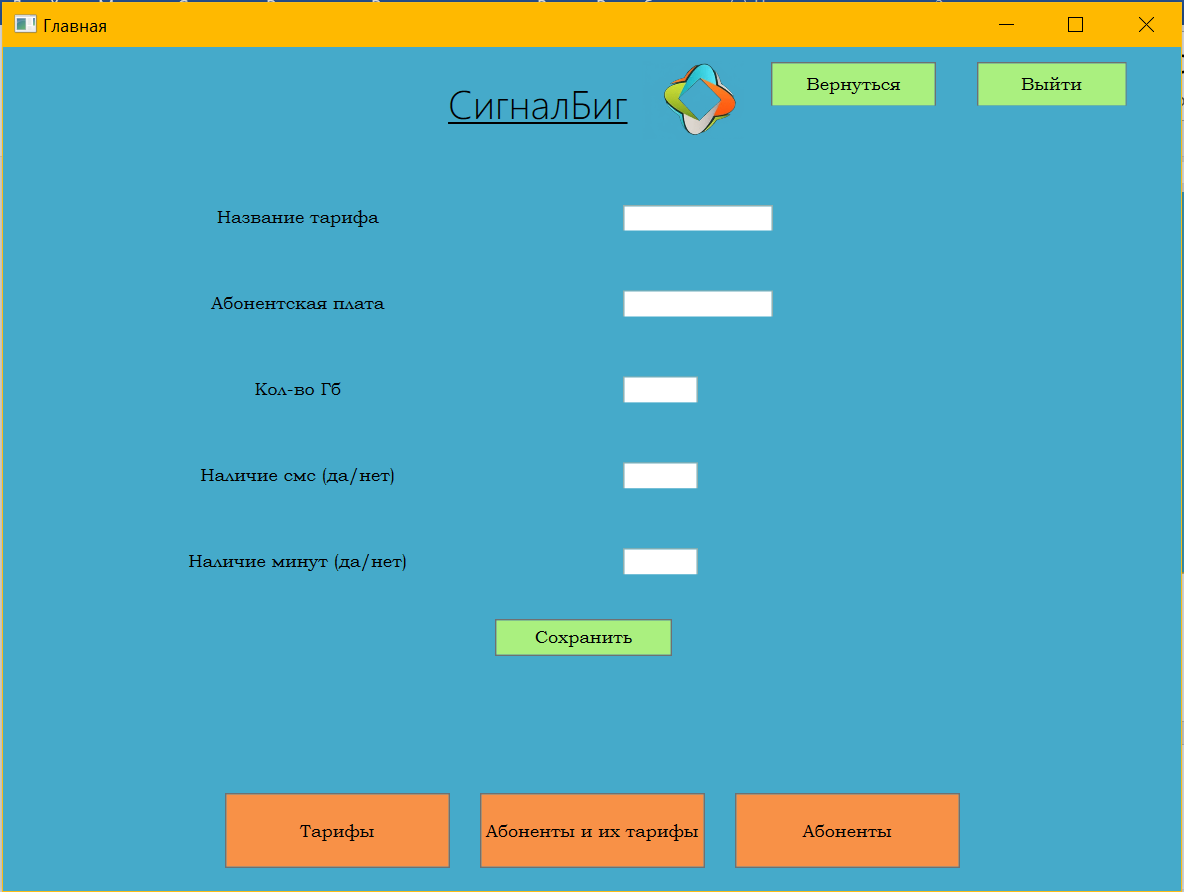 Главная
СигналБиг
Вернуться
Выйти
Название тарифа
Абонентская плата
Кол-во Гб
Наличие смс (да/нет)
Наличие минут (да/нет)
Сохранить
Тарифы
Абоненты и их тарифы
Абоненты